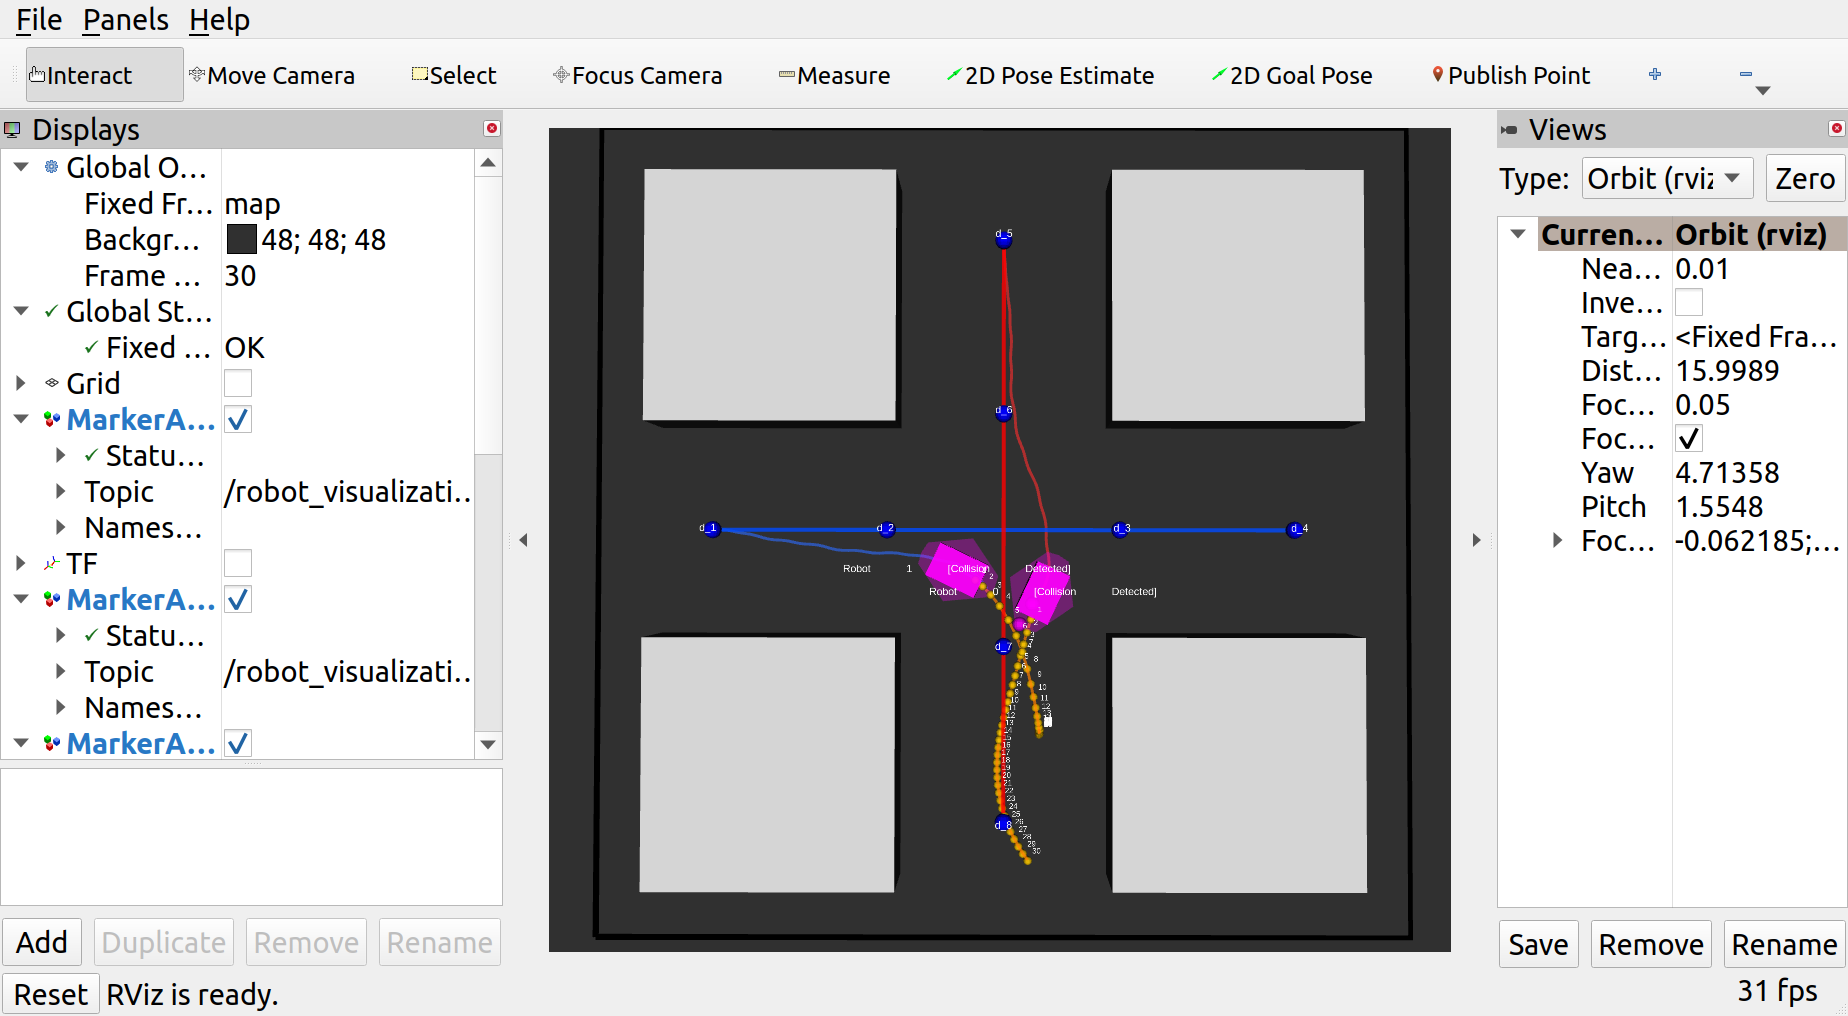 File Panels Help
Interact Move Camera Select Focus Camera Measure 2D Pose Estimate 2D Goal Pose Publish Point
Displays
Global O...
Fixed Fr... map
Backgr... 48; 48; 48
Frame ... 30
Global St...
Fixed ... OK
Grid
MarkerA...
Statu...
Topic /robot_visualizati...
Names...
TF
MarkerA...
Statu...
Topic /robot_visualizati...
Names...
MarkerA...
Add Duplicate Remove Rename
Reset RViz is ready.
d_5
d_6
d_1 d_2 d_3 d_4
Robot 1 [Collision Detected]
Robot 0 [Collision Detected]
d_7
d_8
Views
Type: Orbit (rviz Zero
Curren... Orbit (rviz)
Nea... 0.01
Inve...
Targ... <Fixed Fra...
Dist... 15.9989
Foc... 0.05
Foc...
Yaw 4.71358
Pitch 1.5548
Foc... -0.062185;...
Save Remove Rename
31 fps